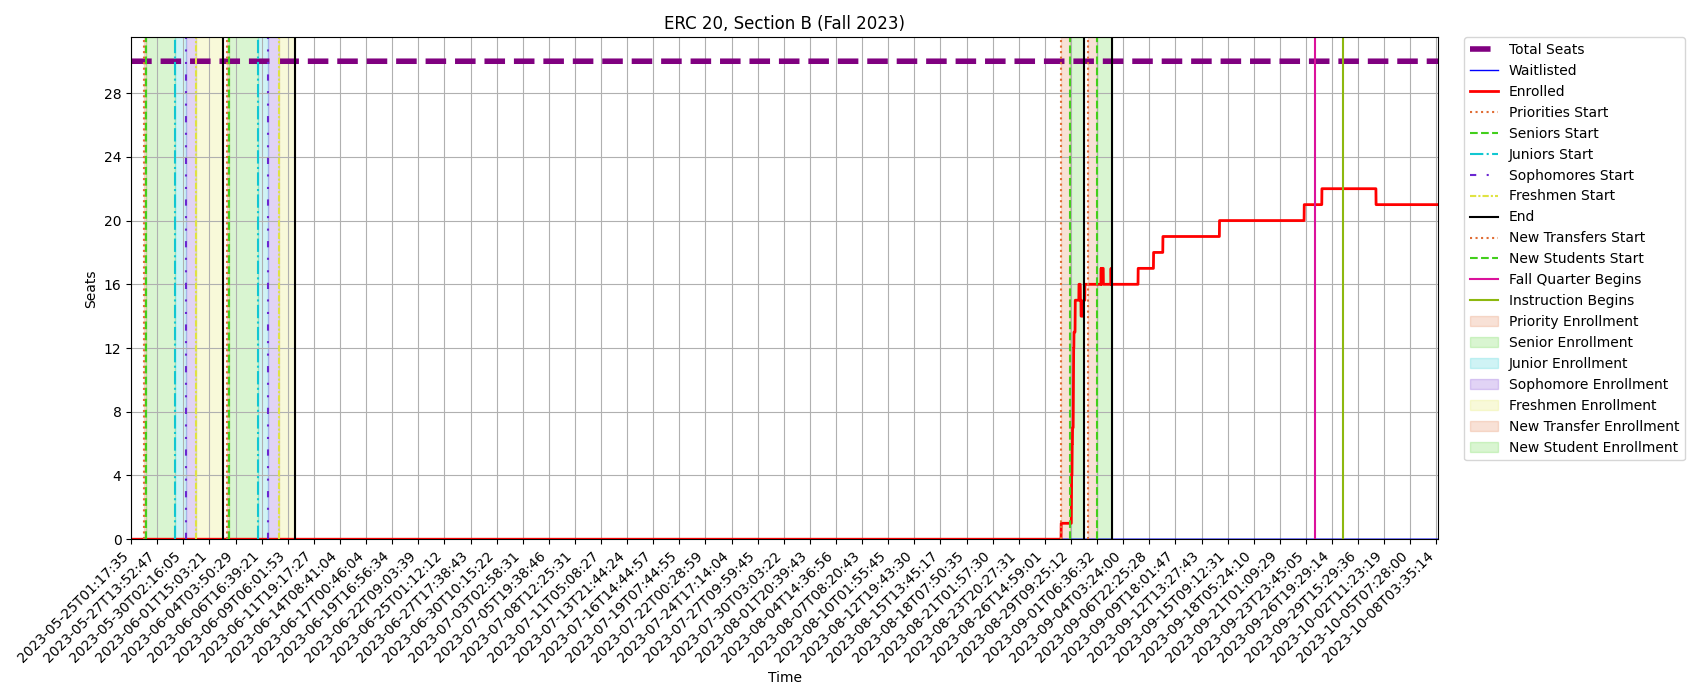 ERC 20, Section B (Fall 2023)
Seats
28
24
20
16
12
8
4
0
2023-05-25T01:17:35
2023-05-27T13:52:47
2023-05-30T02:16:05
2023-06-01T15:03:21
2023-06-04T03:50:29
2023-06-06T16:39:21
2023-06-09T06:01:53
2023-06-11T19:17:27
2023-06-14T08:41:04
2023-06-17T00:46:04
2023-06-19T16:56:34
2023-06-22T09:03:39
2023-06-25T01:12:12
2023-06-27T17:38:43
2023-06-30T10:15:22
2023-07-03T02:58:31
2023-07-05T19:38:46
2023-07-08T12:25:31
2023-07-11T05:08:27
2023-07-13T21:44:24
2023-07-16T14:44:57
2023-07-19T07:44:55
2023-07-22T00:28:59
2023-07-24T17:14:04
2023-07-27T09:59:45
2023-07-30T03:03:22
2023-08-01T20:39:43
2023-08-04T14:36:56
2023-08-07T08:20:43
2023-08-10T01:55:45
2023-08-12T19:43:30
2023-08-15T13:45:17
2023-08-18T07:50:35
2023-08-21T01:57:30
2023-08-23T20:27:31
2023-08-26T14:59:01
2023-08-29T09:25:12
2023-09-01T06:36:32
2023-09-04T03:24:00
2023-09-06T22:25:28
2023-09-09T18:01:47
2023-09-12T13:27:43
2023-09-15T09:12:31
2023-09-18T05:24:10
2023-09-21T01:09:29
2023-09-23T23:45:05
2023-09-26T19:29:14
2023-09-29T15:29:36
2023-10-02T11:23:19
2023-10-05T07:28:00
2023-10-08T03:35:14
Time
Total Seats
Waitlisted
Enrolled
Priorities Start
Seniors Start
Juniors Start
Sophomores Start
Freshmen Start
End
New Transfers Start
New Students Start
Fall Quarter Begins
Instruction Begins
Priority Enrollment
Senior Enrollment
Junior Enrollment
Sophomore Enrollment
Freshmen Enrollment
New Transfer Enrollment
New Student Enrollment